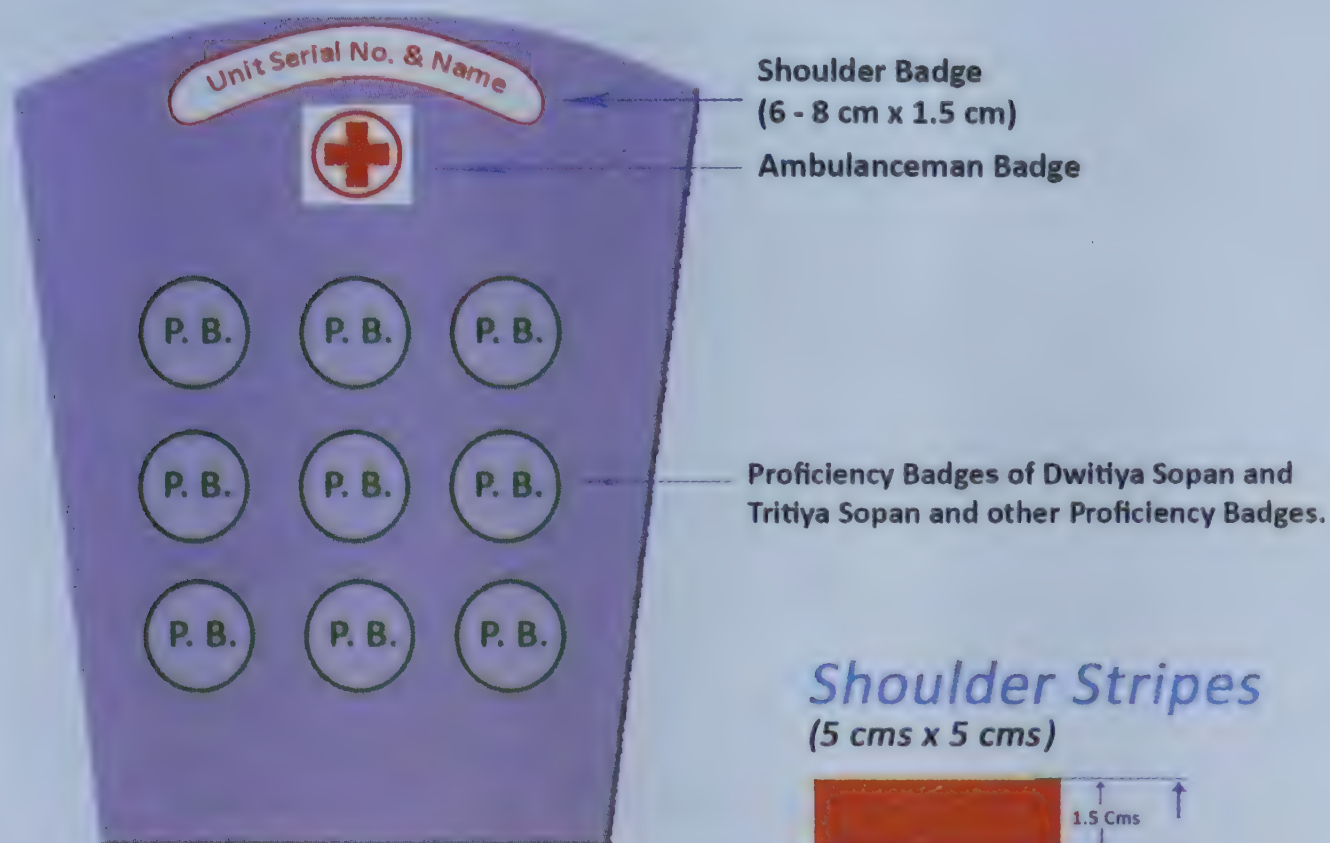 Unit Serial No. & Name
Shoulder Badge
(6 - 8 cm x 1.5 cm)
Ambulanceman Badge
P. B. P. B. P. B.
P. B. P. B. P. B.
Proficiency Badges of Dwitiya Sopan and
Tritiya Sopan and other Proficiency Badges.
P. B. P. B. P. B.
Shoulder Stripes
(5 cms x 5 cms)
1.5 Cms